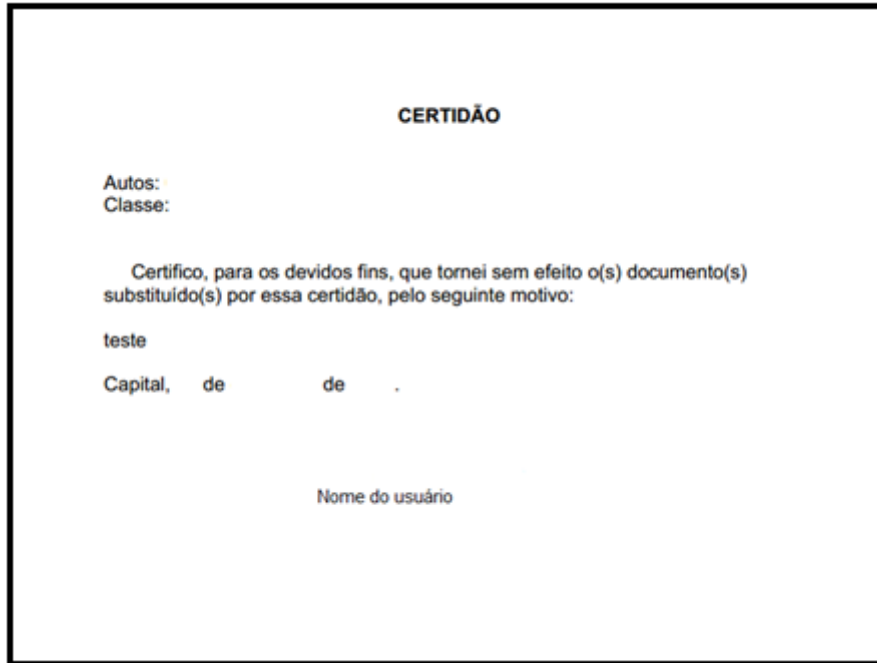 CERTIDÃO
Autos:
Classe:
Certifico, para os devidos fins, que tornei sem efeito o(s) documento(s)
substituído(s) por essa certidão, pelo seguinte motivo:
teste
Capital, de de .
Nome do usuário